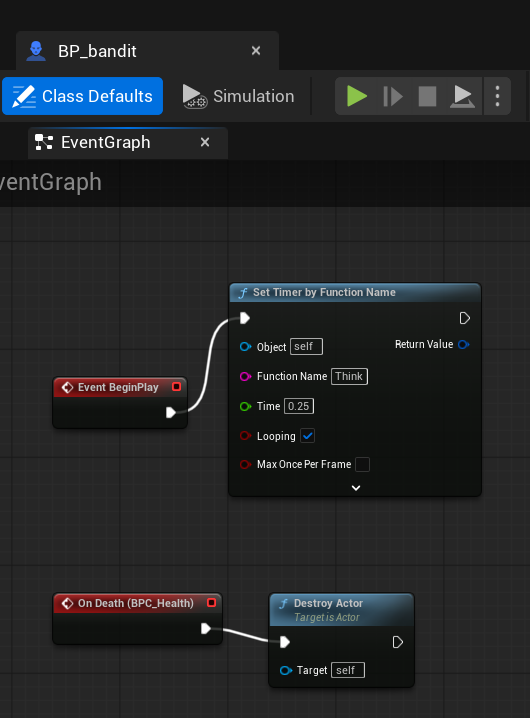 BP_bandit
Class Defaults
Simulation
EventGraph
ventGraph
Set Timer by Function Name
Object self
Return Value
Function Name Think
Time 0.25
Looping
Max Once Per Frame
Event BeginPlay
On Death (BPC_Health)
Destroy Actor
Target is Actor
Target self